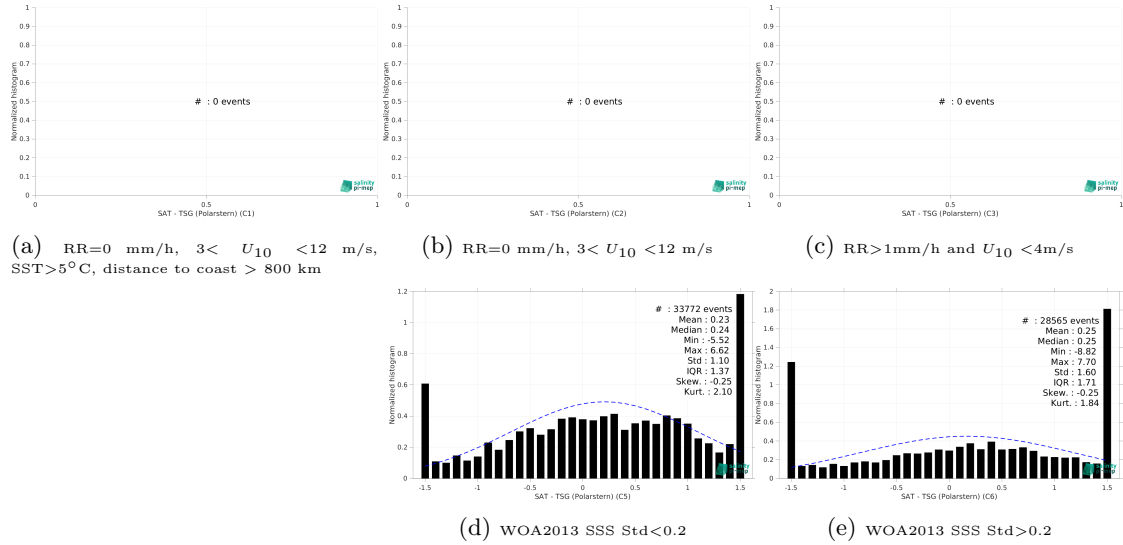 1
0.9
0.8
0.7
0.6
0.5
0.4
0.3
0.2
0.1
0
Normalized histogram
# : 0 events
salinity
pi-mep
0 0.5 1
SAT - TSG (Polarstern) (C1)
1
0.9
0.8
0.7
0.6
0.5
0.4
0.3
0.2
0.1
0
Normalized histogram
# : 0 events
salinity
pi-mep
0 0.5 1
SAT - TSG (Polarstern) (C2)
1
0.9
0.8
0.7
0.6
0.5
0.4
0.3
0.2
0.1
0
Normalized histogram
# : 0 events
salinity
pi-mep
0 0.5 1
SAT - TSG (Polarstern) (C3)
(a) RR=0 mm/h, 3< U10 <12 m/s,
SST>5°C, distance to coast > 800 km
(b) RR=0 mm/h, 3< U10 <12 m/s
(c) RR>1mm/h and U10 <4m/s
1.2
1
0.8
0.6
0.4
0.2
0
Normalized histogram
# : 33772 events
Mean : 0.23
Median : 0.24
Min : -5.52
Max : 6.62
Std : 1.10
IQR : 1.37
Skew. : -0.25
Kurt. : 2.10
salinity
pi-mep
-1.5 -1 -0.5 0 0.5 1 1.5
SAT - TSG (Polarstern) (C5)
2
1.8
1.6
1.4
1.2
1
0.8
0.6
0.4
0.2
0
Normalized histogram
# : 28565 events
Mean : 0.25
Median : 0.25
Min : -8.82
Max : 7.70
Std : 1.60
IQR : 1.71
Skew. : -0.25
Kurt. : 1.84
salinity
pi-mep
-1.5 -1 -0.5 0 0.5 1 1.5
SAT - TSG (Polarstern) (C6)
(d) WOA2013 SSS Std<0.2
(e) WOA2013 SSS Std>0.2